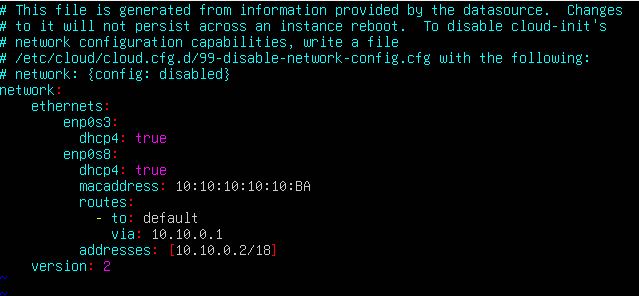 # This file is generated from information provided by the datasource.  Changes
# to it will not persist across an instance reboot.  To disable cloud-init's
# network configuration capabilities, write a file
# /etc/cloud/cloud.cfg.d/99-disable-network-config.cfg with the following:
# network: {config: disabled}
network:
    ethernets:
        enp0s3:
          dhcp4: true
        enp0s8:
          dhcp4: true
          macaddress: 10:10:10:10:10:BA
          routes:
            - to: default
              via: 10.10.0.1
          addresses: [10.10.0.2/18]
    version: 2
~
~